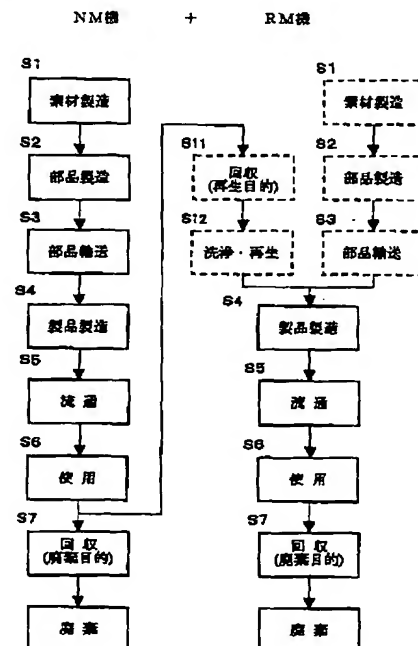 NM機 + RM機
S1
素材製造
S2
部品製造
S3
部品輸送
S4
製品製造
S5
流通
S6
使用
S7
回収
(廃棄目的)
廃棄
S11
回収
(再生目的)
S12
洗浄・再生
S1
素材製造
S2
部品製造
S3
部品輸送
S4
製品製造
S5
流通
S6
使用
S7
回収
(廃棄目的)
廃棄